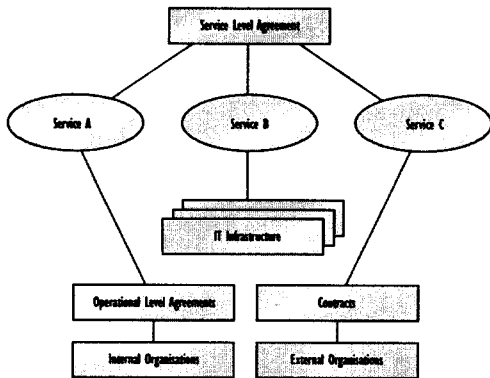 Service Level Agreement
Service A
Service B
Service C
IT Infrastructure
Operational Level Agreements
Contracts
Internal Organisations
External Organisations